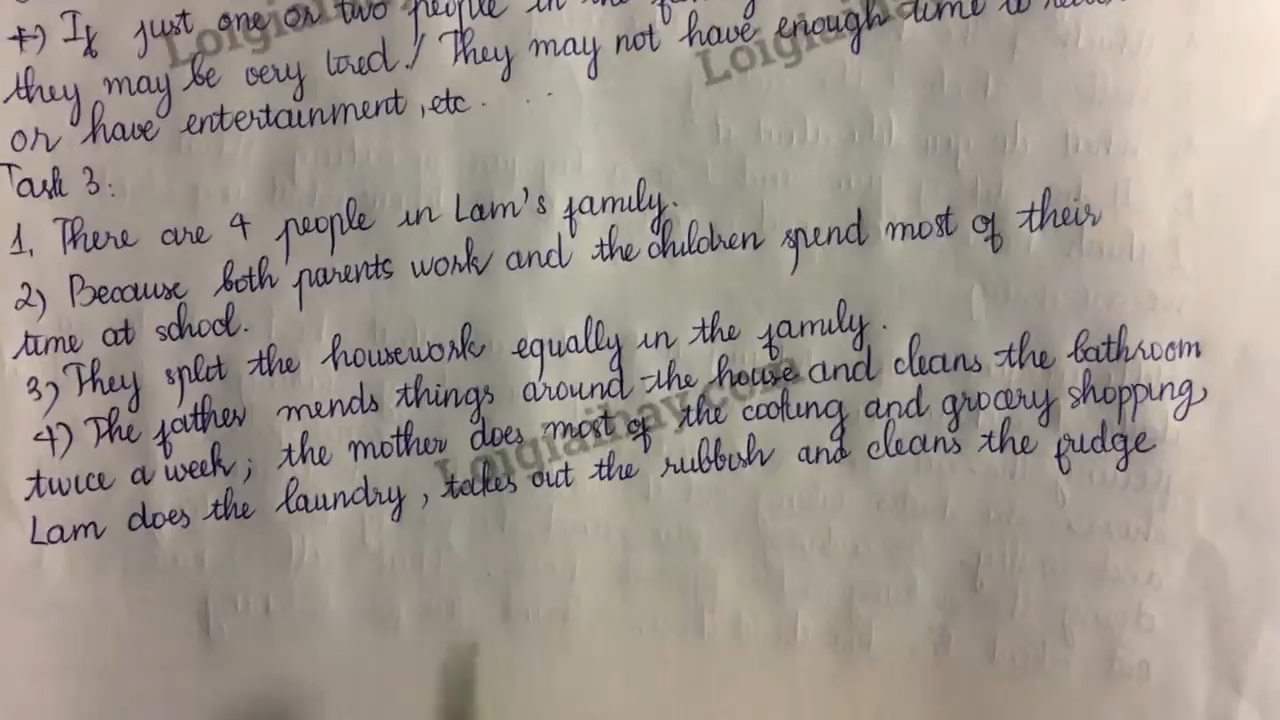 +) If just one or two people in the
they may be very tired! They may not have enough time to
or have entertainment, etc.
Task 3:
1. There are 4 people in Lam's family.
2) Because both parents work and the children spend most of their
time at school.
3) They split the housework equally in the family.
4) The father mends things around the house and cleans the bathroom
twice a week; the mother does most of the cooking and grocery shopping,
Lam does the laundry, takes out the rubbish and cleans the fridge
Loigiaihay.com